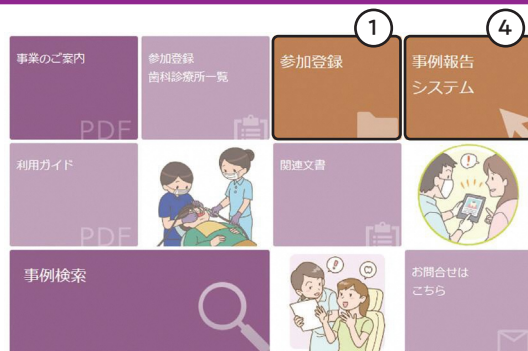 ①
④
事業のご案内
参加登録
歯科診療所一覧
参加登録
事例報告
システム
PDF
利用ガイド
関連文書
PDF
事例検索
お問合せは
こちら